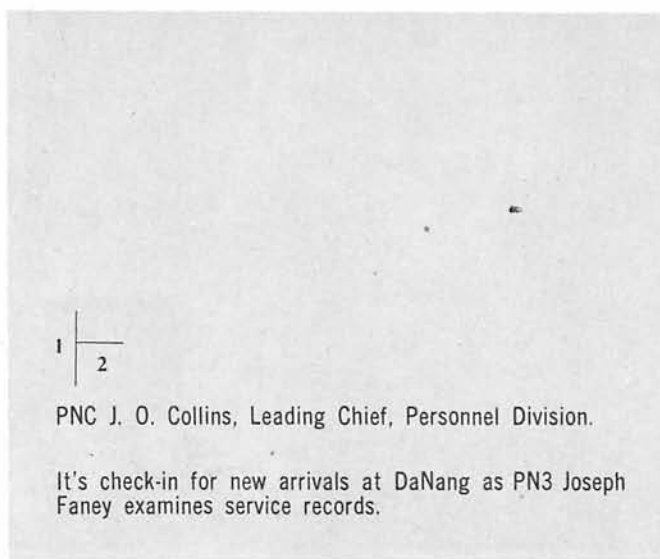 1
2
PNC J. O. Collins, Leading Chief, Personnel Division.
It's check-in for new arrivals at DaNang as PN3 Joseph
Faney examines service records.